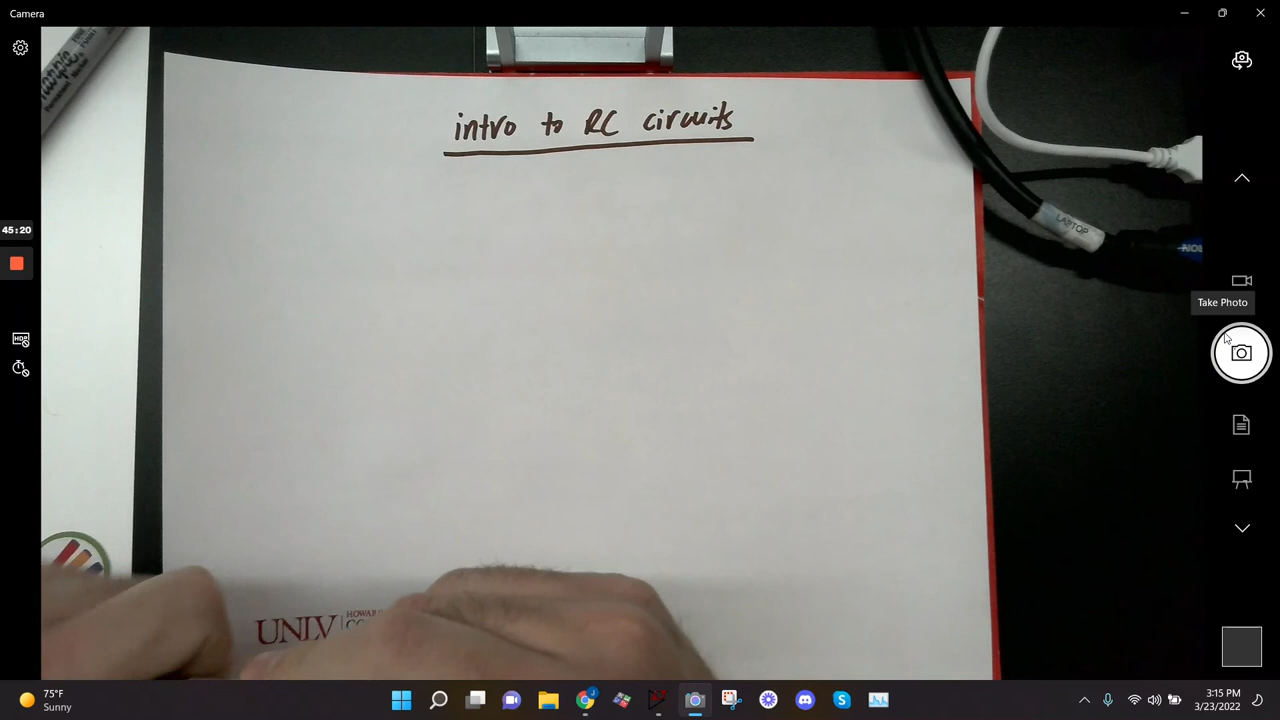 Camera
intro to RC circuits
LAPTOP
45:20
Take Photo
UNLV
75°F
Sunny
3:15 PM
3/23/2022